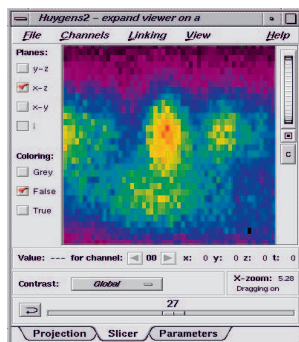 Huygens2 – expand viewer on a
File Channels Linking View Help
Planes:
y-z
x-z
x-y
Coloring:
Grey
False
True
C
Value: --- for channel: 00 x: 0 y: 0 z: 0 t: 0
Contrast: Global
X-zoom: 5.28
Dragging on
27
Projection Slicer Parameters